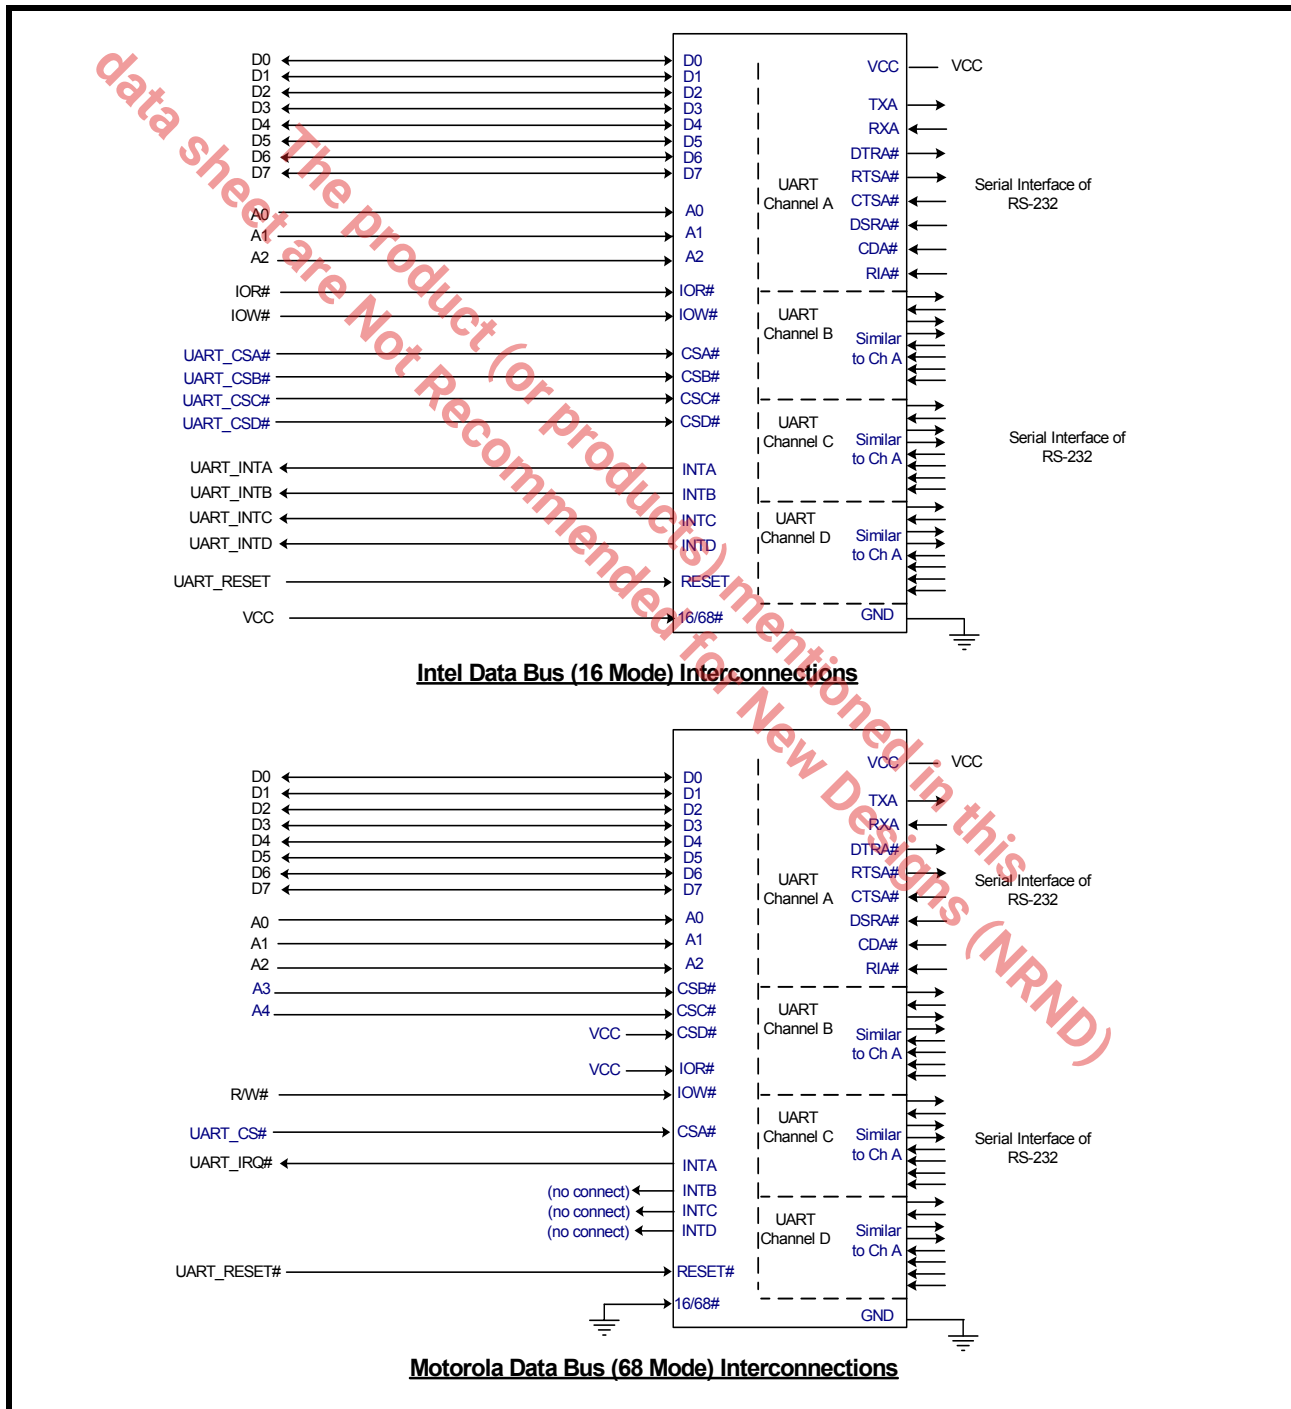 D0
D1
D2
D3
D4
D5
D6
D7
A0
A1
A2
IOR#
IOW#
UART_CSA#
UART_CSB#
UART_CSC#
UART_CSD#
UART_INTA
UART_INTB
UART_INTC
UART_INTD
UART_RESET
VCC
D0
D1
D2
D3
D4
D5
D6
D7
A0
A1
A2
IOR#
IOW#
CSA#
CSB#
CSC#
CSD#
INTA
INTB
INTC
INTD
RESET
16/68#
UART
Channel A
UART
Channel B
UART
Channel C
UART
Channel D
VCC
TXA
RXA
DTRA#
RTSA#
CTSA#
DSRA#
CDA#
RIA#
Similar
to Ch A
Similar
to Ch A
Similar
to Ch A
GND
VCC
Serial Interface of
RS-232
Serial Interface of
RS-232
Intel Data Bus (16 Mode) Interconnections
D0
D1
D2
D3
D4
D5
D6
D7
A0
A1
A2
A3
A4
VCC
VCC
R/W#
UART_CS#
UART_IRQ#
(no connect)
(no connect)
(no connect)
UART_RESET#
D0
D1
D2
D3
D4
D5
D6
D7
A0
A1
A2
CSB#
CSC#
CSD#
IOR#
IOW#
CSA#
INTA
INTB
INTC
INTD
RESET#
16/68#
UART
Channel A
UART
Channel B
UART
Channel C
UART
Channel D
VCC
TXA
RXA
DTRA#
RTSA#
CTSA#
DSRA#
CDA#
RIA#
Similar
to Ch A
Similar
to Ch A
Similar
to Ch A
GND
VCC
Serial Interface of
RS-232
Serial Interface of
RS-232
Motorola Data Bus (68 Mode) Interconnections
The product (or products) mentioned in this
data sheet are Not Recommended for New Designs (NRND)